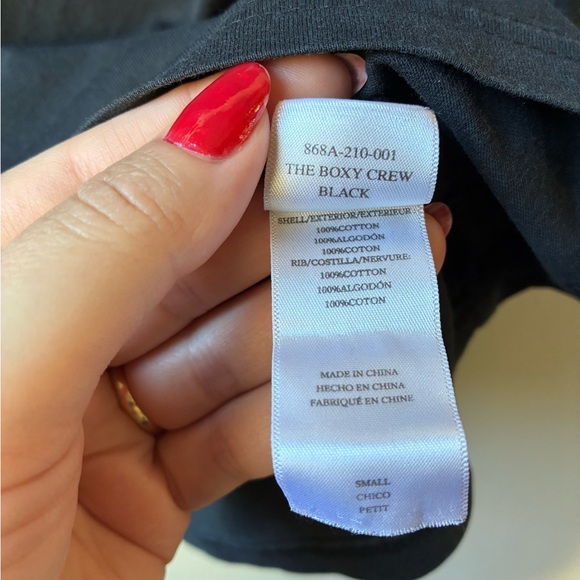 868A-210-001
THE BOXY CREW
BLACK
SHELL/EXTERIOR/EXTERIEUR
100%COTTON
100%ALGODÓN
100%COTON
RIB/COSTILLA/NERVURE:
100%COTTON
100%ALGODÓN
100%COTON
MADE IN CHINA
HECHO EN CHINA
FABRIQUÉ EN CHINE
SMALL
CHICO
PETIT